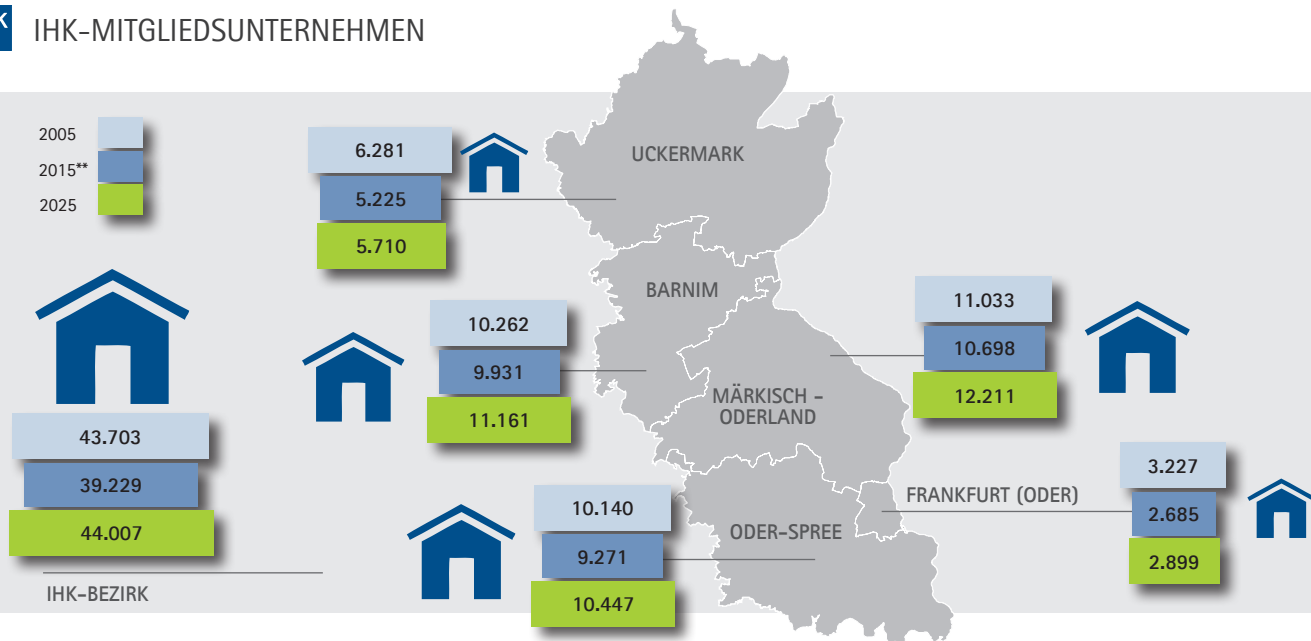 K
IHK-MITGLIEDSUNTERNEHMEN
2005
2015**
2025
6.281
5.225
5.710
UCKERMARK
BARNIM
10.262
9.931
11.161
11.033
10.698
12.211
MÄRKISCH -
ODERLAND
43.703
39.229
44.007
IHK-BEZIRK
10.140
9.271
10.447
ODER-SPREE
FRANKFURT (ODER)
3.227
2.685
2.899